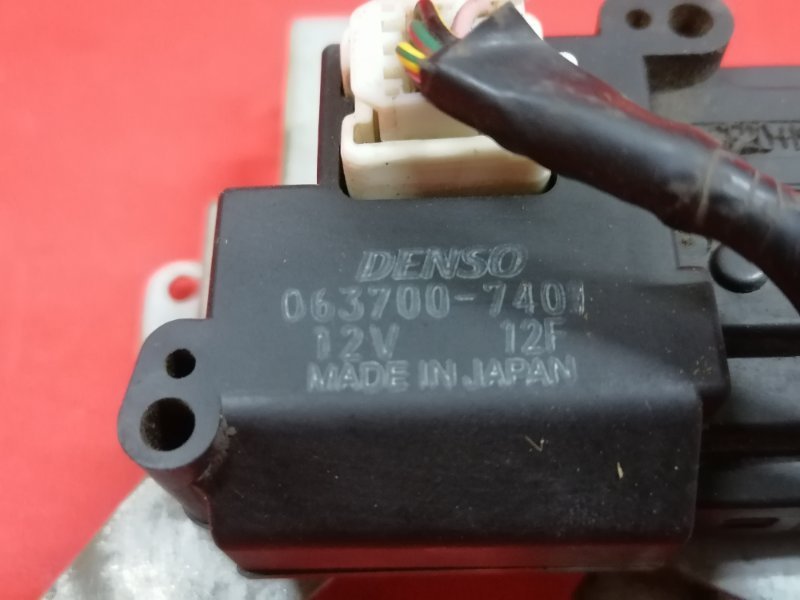 DENSO
063700-7401
12V 12F
MADE IN JAPAN